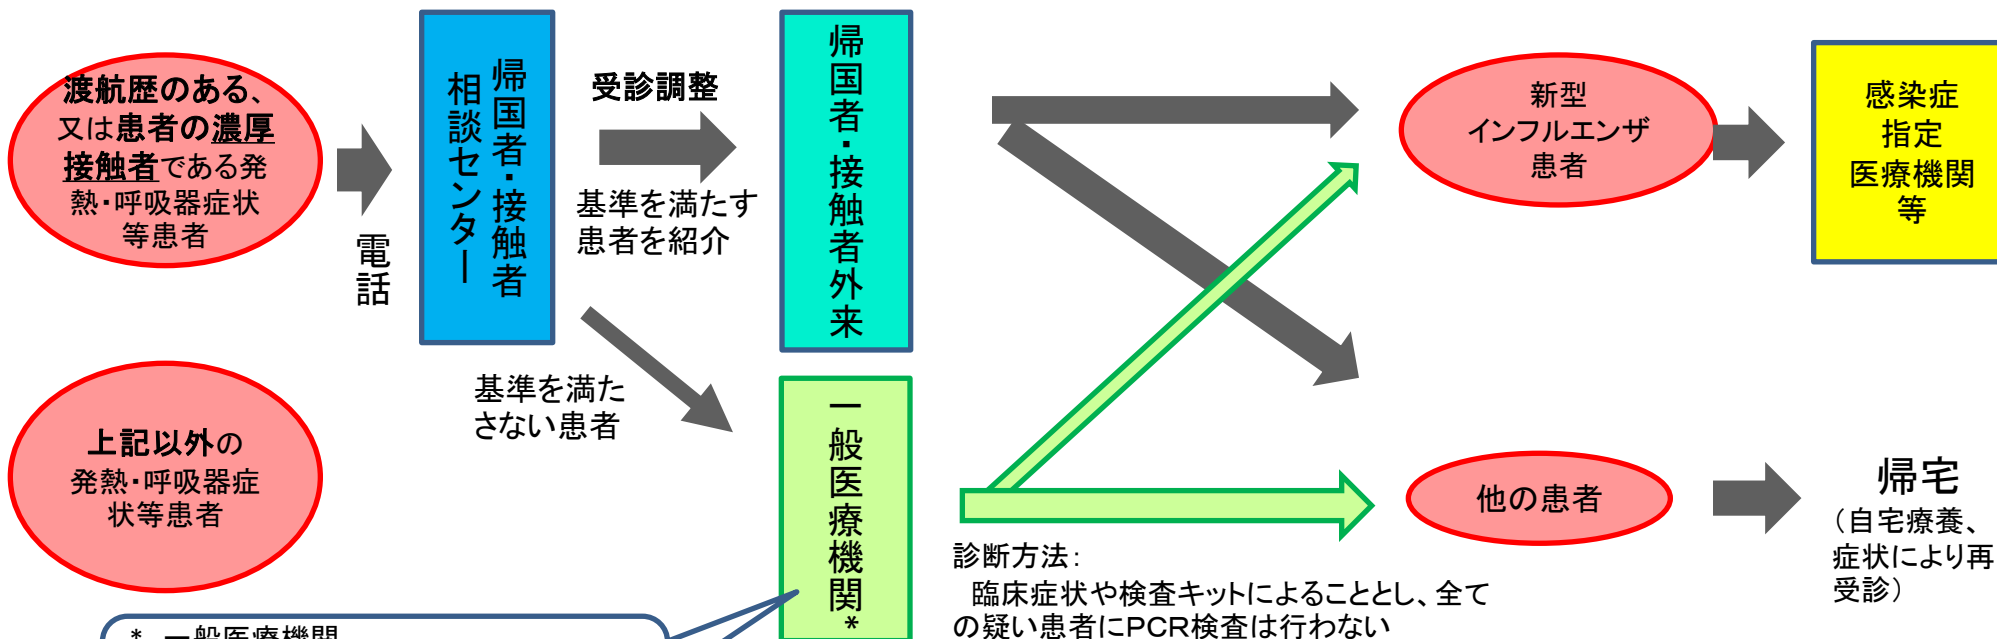 渡航歴のある、
又は患者の濃厚
接触者である発
熱・呼吸器症状
等患者
電話
帰国者・接触者
相談センター
受診調整
基準を満たす
患者を紹介
帰国者・接触者外来
新型
インフルエンザ
患者
感染症
指定
医療機関
等
上記以外の
発熱・呼吸器症
状等患者
基準を満た
さない患者
一般医療機関*
他の患者
帰宅
（自宅療養、
症状により再
受診）
診断方法:
臨床症状や検査キットによることとし、全て
の疑い患者にPCR検査は行わない
* 一般医療機関